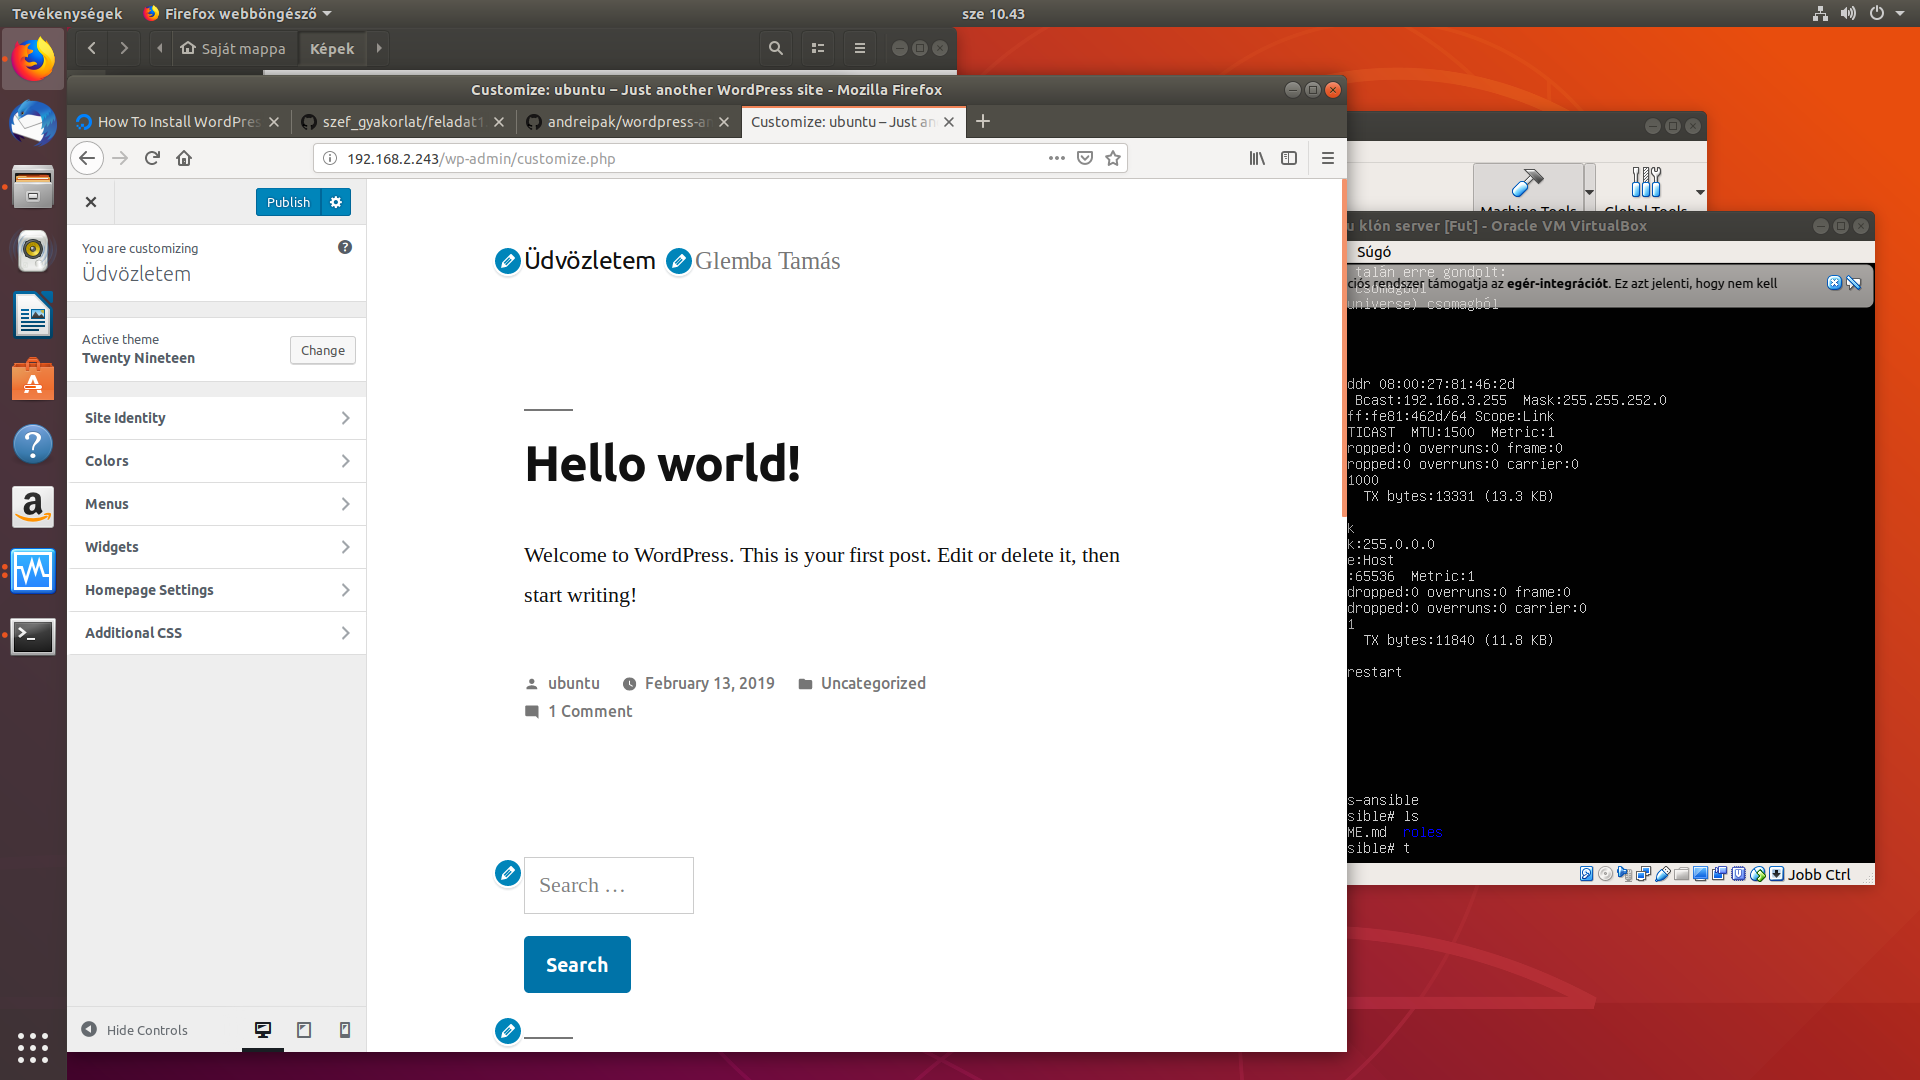 Tevékenységek
Firefox webböngésző
sze 10.43
Saját mappa
Képek
Customize: ubuntu – Just another WordPress site - Mozilla Firefox
How To Install WordPres
szef_gyakorlat/feladat1
andreipak/wordpress-an
Customize: ubuntu – Just an
192.168.2.243/wp-admin/customize.php
Publish
You are customizing
Üdvözletem
Active theme
Twenty Nineteen
Change
Site Identity
Colors
Menus
Widgets
Homepage Settings
Additional CSS
Hide Controls
Üdvözletem
Glemba Tamás
Hello world!
Welcome to WordPress. This is your first post. Edit or delete it, then
start writing!
ubuntu
February 13, 2019
Uncategorized
1 Comment
Search …
Search
Machine Tools
Global Tools
u klón server [Fut] - Oracle VM VirtualBox
Súgó
talán erre gondolt:
ciós rendszer támogatja az egér-integrációt. Ez azt jelenti, hogy nem kell
csomagból
universe) csomagból
ddr 08:00:27:81:46:2d
Bcast:192.168.3.255 Mask:255.255.252.0
ff:fe81:462d/64 Scope:Link
TICAST MTU:1500 Metric:1
ropped:0 overruns:0 frame:0
ropped:0 overruns:0 carrier:0
1000
TX bytes:13331 (13.3 KB)
k
k:255.0.0.0
e:Host
:65536 Metric:1
dropped:0 overruns:0 frame:0
dropped:0 overruns:0 carrier:0
1
TX bytes:11840 (11.8 KB)
restart
s-ansible
sible# ls
ME.md roles
sible# t
Jobb Ctrl